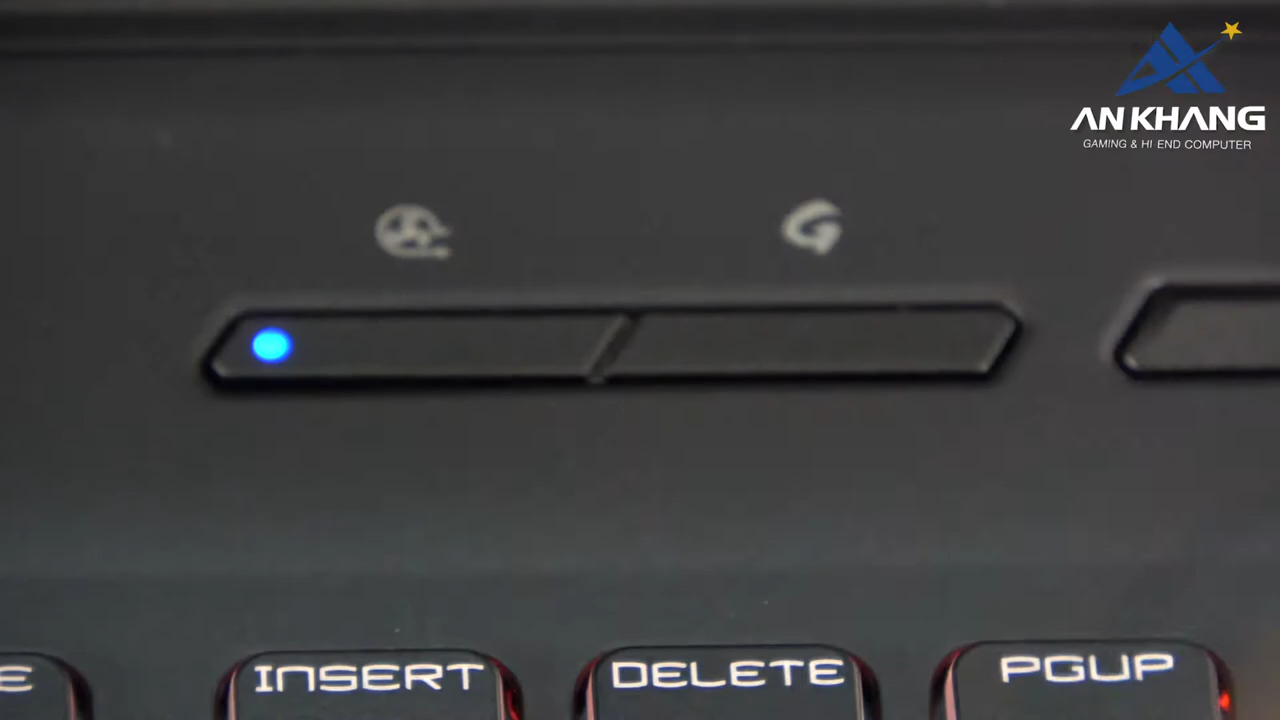 AN KHANG
GAMING & HI END COMPUTER
E
INSERT
DELETE
PGUP